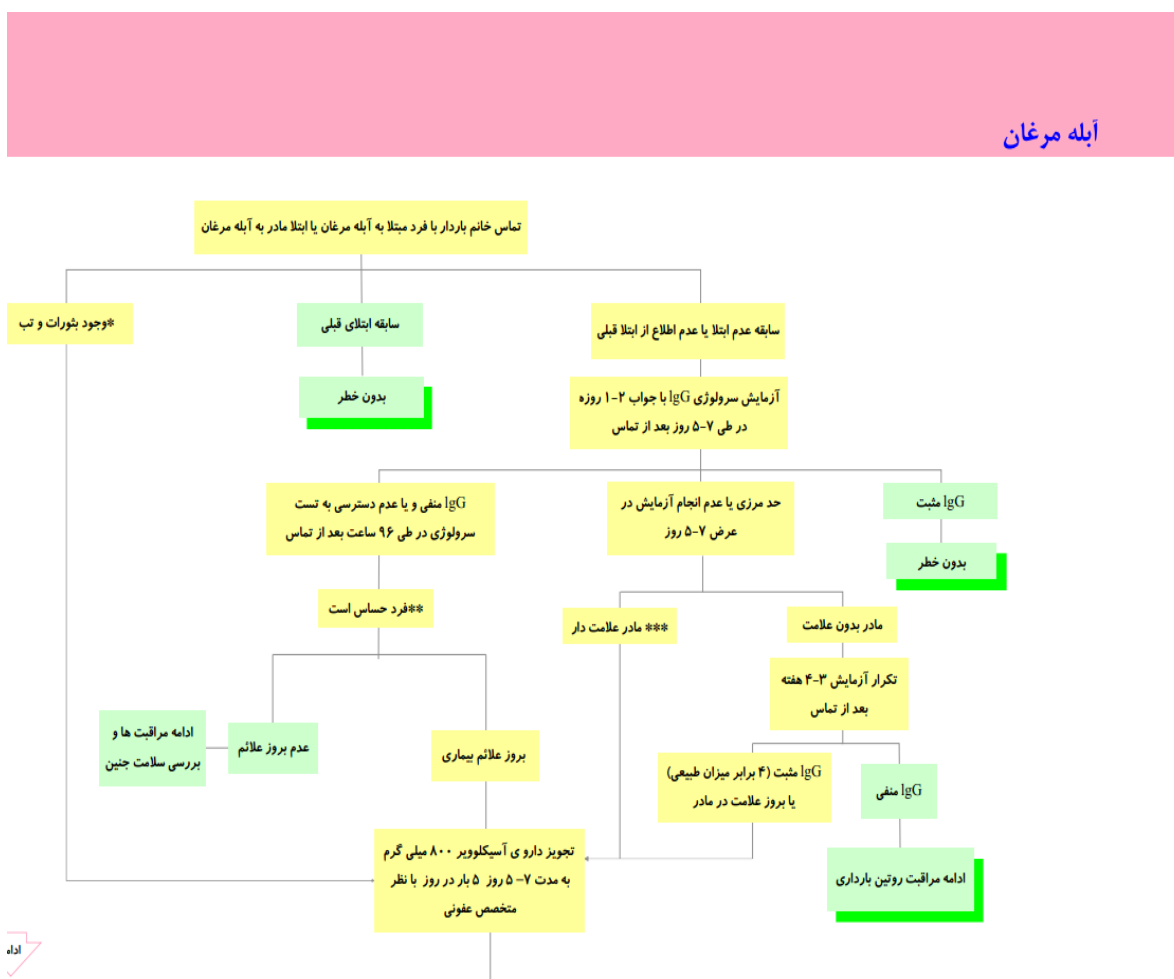 آبله مرغان
تماس خانم باردار با فرد مبتلا به آبله مرغان یا ابتلا مادر به آبله مرغان
سابقه عدم ابتلا یا عدم اطلاع از ابتلا قبلی
سابقه ابتلای قبلی
*وجود بثورات و تب
بدون خطر
آزمایش سرولوژی IgG با جواب ۲-۱ روزه
در طی ۷-۵ روز بعد از تماس
IgG مثبت
حد مرزی یا عدم انجام آزمایش در
عرض ۷-۵ روز
IgG منفی و یا عدم دسترسی به تست
سرولوژی در طی ۹۶ ساعت بعد از تماس
بدون خطر
مادر بدون علامت
*** مادر علامت دار
**فرد حساس است
تکرار آزمایش ۳-۴ هفته
بعد از تماس
بروز علائم بیماری
عدم بروز علائم
ادامه مراقبت ها و
بررسی سلامت جنین
IgG منفی
IgG مثبت (۴ برابر میزان طبیعی)
یا بروز علامت در مادر
ادامه مراقبت روتین بارداری
تجویز دارو ی آسیکلوویر ۸۰۰ میلی گرم
به مدت ۷-۵ روز ۵ بار در روز با نظر
متخصص عفونی